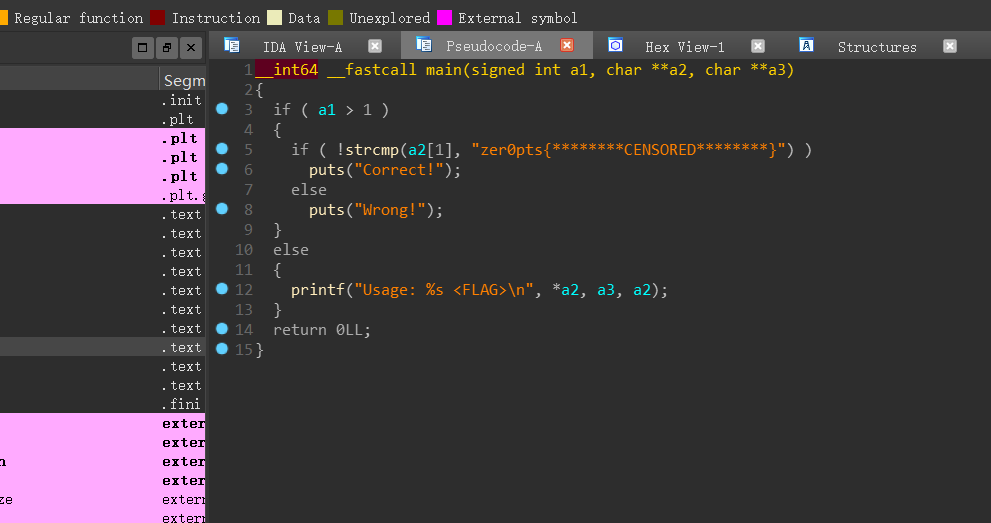 Regular function Instruction Data Unexplored External symbol
IDA View-A Pseudocode-A Hex View-1 Structures
Segm
.init
.plt
.plt
.plt
.plt
.plt.g
.text
.text
.text
.text
.text
.text
.text
.text
.text
.text
.fini
exter
exter
n exter
exter
ze extern
extern
1 __int64 __fastcall main(signed int a1, char **a2, char **a3)
2 {
3 if ( a1 > 1 )
4 {
5 if ( !strcmp(a2[1], "zer0pts{********CENSORED********}") )
6 puts("Correct!");
7 else
8 puts("Wrong!");
9 }
10 else
11 {
12 printf("Usage: %s <FLAG>\n", *a2, a3, a2);
13 }
14 return 0LL;
15 }